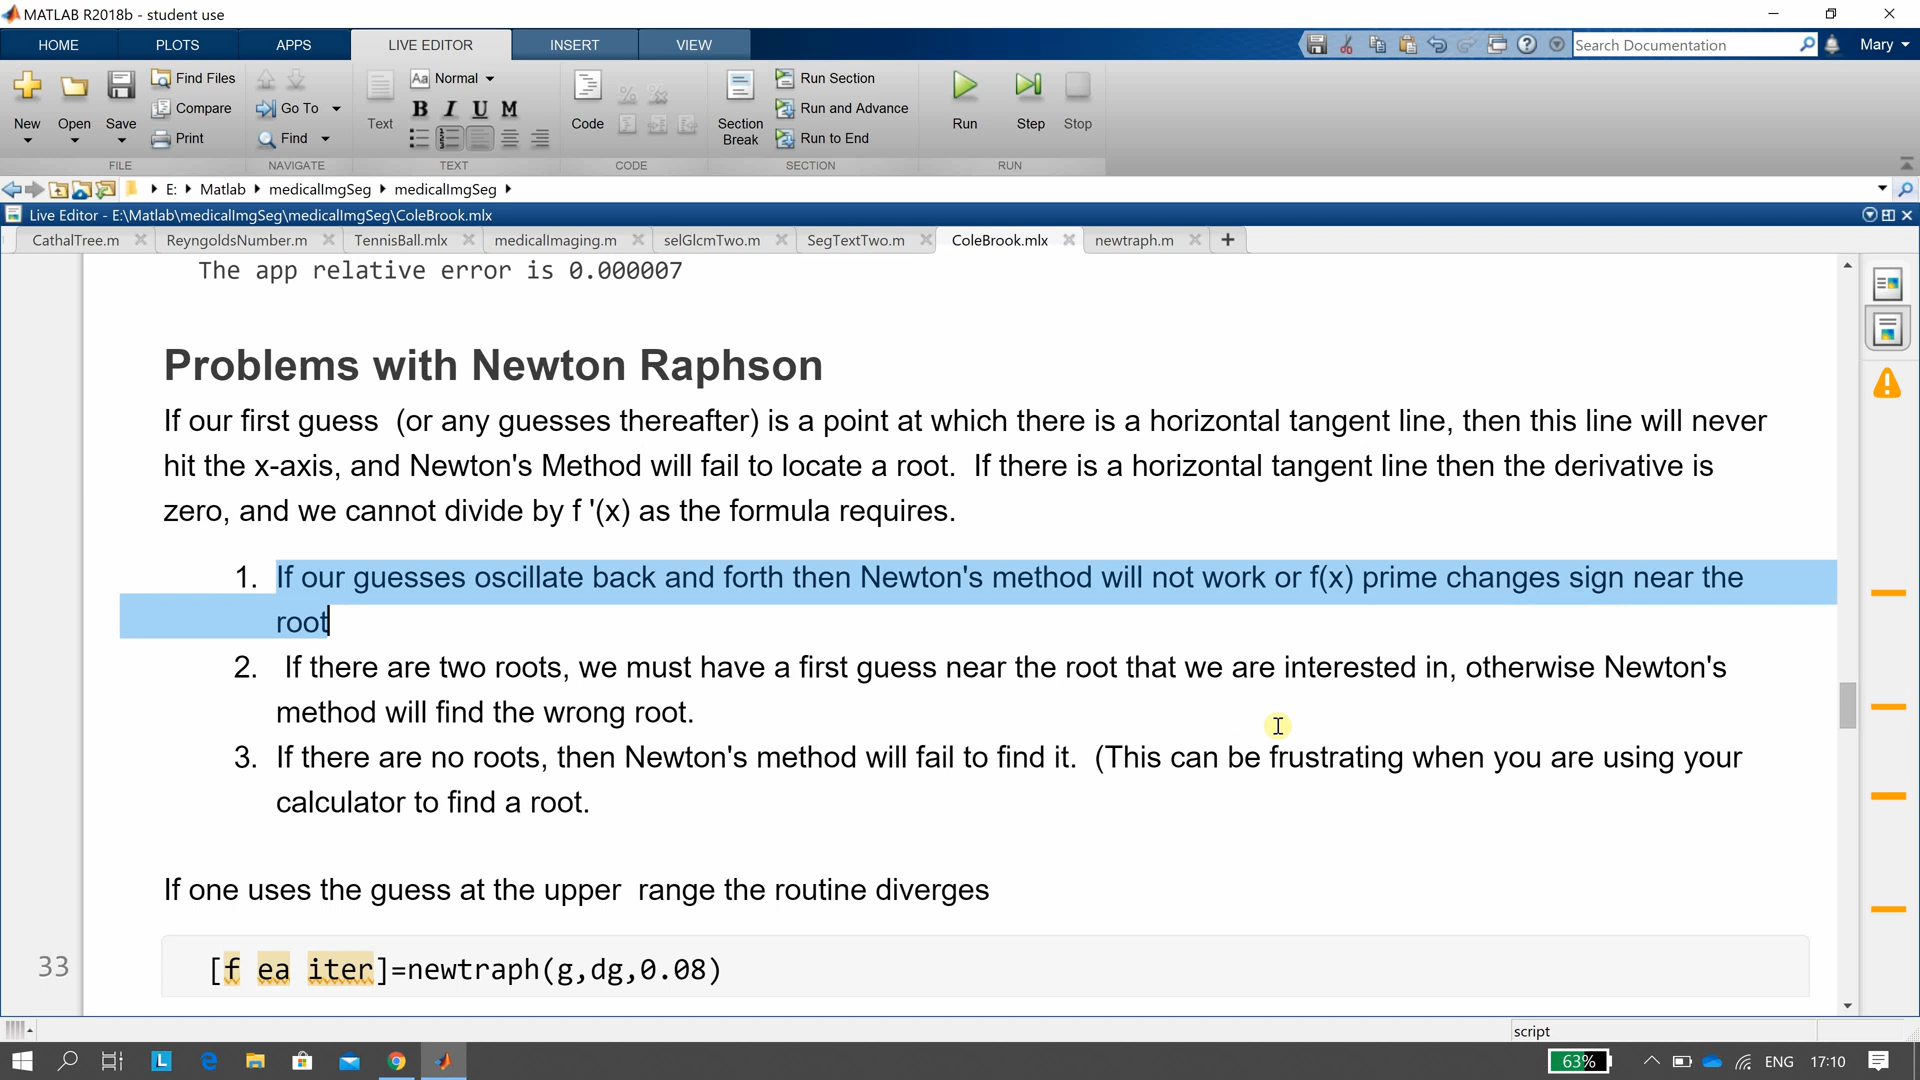 MATLAB R2018b - student use
HOME PLOTS APPS LIVE EDITOR INSERT VIEW Search Documentation Mary
New Open Save Find Files Compare Print
Go To Find
Text Aa Normal B I U M
Code
Section Break Run Section Run and Advance Run to End
Run Step Stop
FILE NAVIGATE TEXT CODE SECTION RUN
E: Matlab medicalImgSeg medicalImgSeg
Live Editor - E:\Matlab\medicalImgSeg\medicalImgSeg\ColeBrook.mlx
CathalTree.m ReyngoldsNumber.m TennisBall.mlx medicalImaging.m selGlcmTwo.m SegTextTwo.m ColeBrook.mlx newtraph.m
The app relative error is 0.000007
Problems with Newton Raphson
If our first guess (or any guesses thereafter) is a point at which there is a horizontal tangent line, then this line will never
hit the x-axis, and Newton's Method will fail to locate a root. If there is a horizontal tangent line then the derivative is
zero, and we cannot divide by f '(x) as the formula requires.
1. If our guesses oscillate back and forth then Newton's method will not work or f(x) prime changes sign near the
root
2. If there are two roots, we must have a first guess near the root that we are interested in, otherwise Newton's
method will find the wrong root.
3. If there are no roots, then Newton's method will fail to find it. (This can be frustrating when you are using your
calculator to find a root.
If one uses the guess at the upper range the routine diverges
33 [f ea iter]=newtraph(g,dg,0.08)
script
63% ENG 17:10